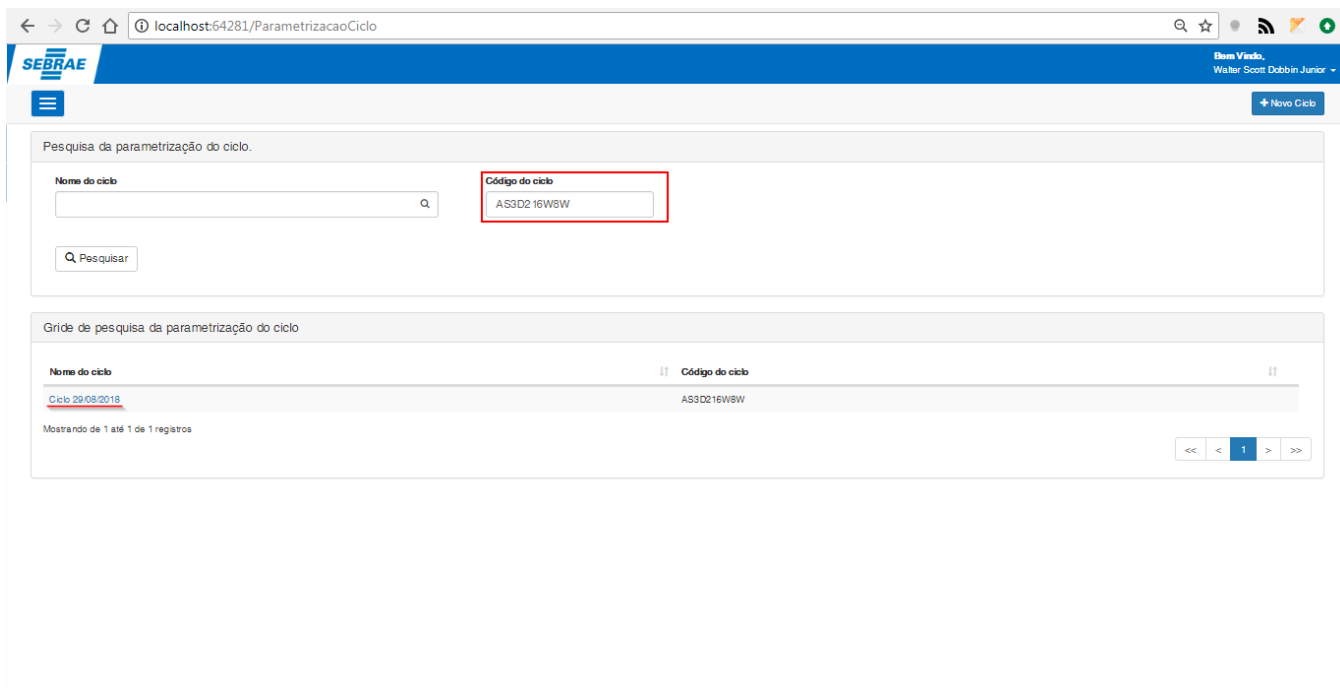 localhost:64281/ParametrizacaoCiclo
SEBRAE
Bem Vindo,
Walter Scott Dobbin Junior
+ Novo Ciclo
Pesquisa da parametrização do ciclo.
Nome do ciclo
Código do ciclo
AS3D216W8W
Pesquisar
Gride de pesquisa da parametrização do ciclo
Nome do ciclo Código do ciclo
Ciclo 29/08/2018 AS3D216W8W
Mostrando de 1 até 1 de 1 registros
<< < 1 > >>